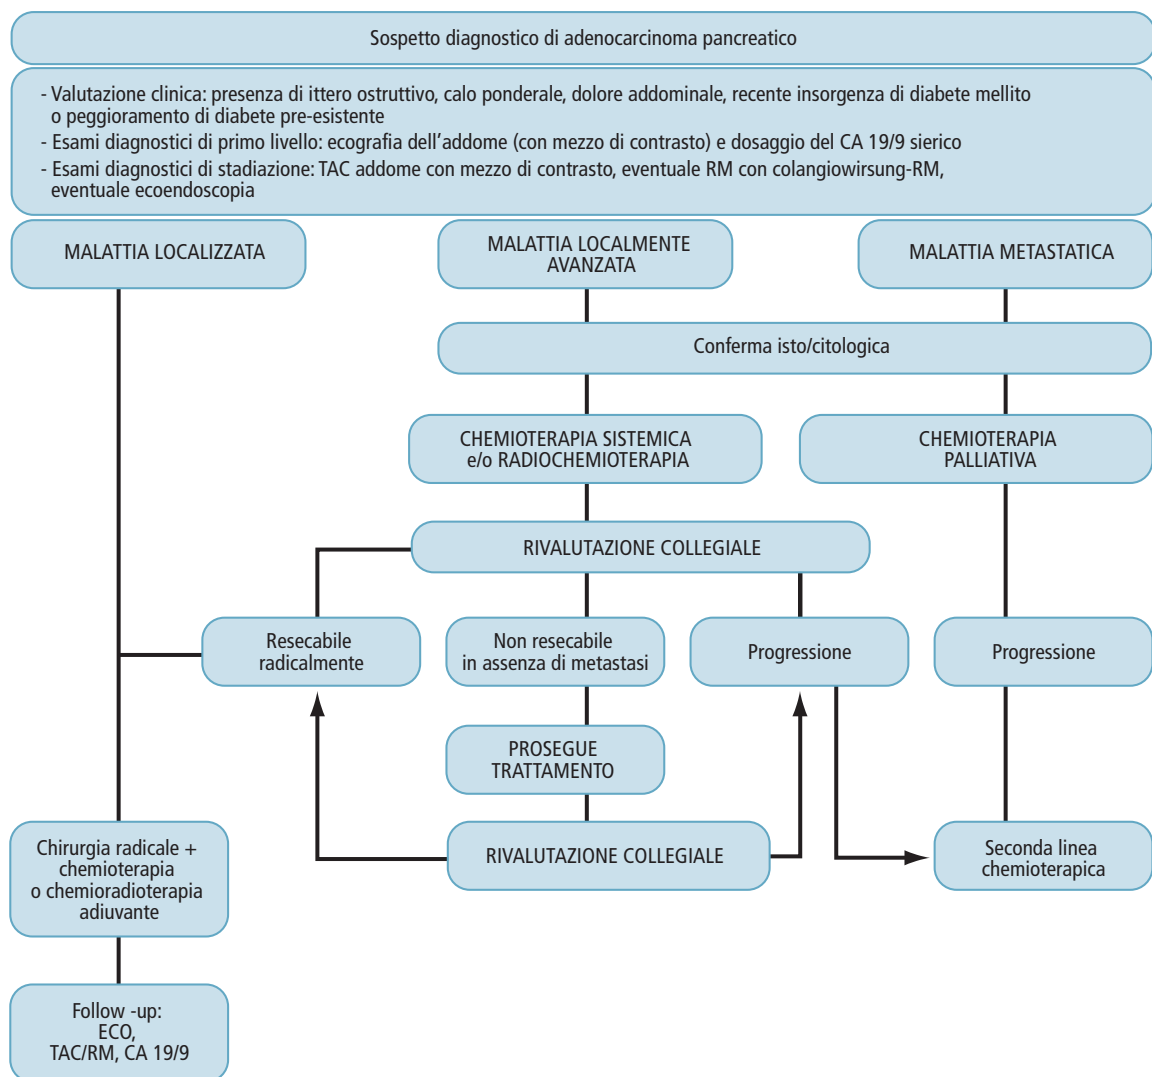 Sospetto diagnostico di adenocarcinoma pancreatico
- Valutazione clinica: presenza di ittero ostruttivo, calo ponderale, dolore addominale, recente insorgenza di diabete mellito
o peggioramento di diabete pre-esistente
- Esami diagnostici di primo livello: ecografia dell'addome (con mezzo di contrasto) e dosaggio del CA 19/9 sierico
- Esami diagnostici di stadiazione: TAC addome con mezzo di contrasto, eventuale RM con colangiowirsung-RM,
eventuale ecoendoscopia
MALATTIA LOCALIZZATA
MALATTIA LOCALMENTE
AVANZATA
MALATTIA METASTATICA
Conferma isto/citologica
CHEMIOTERAPIA SISTEMICA
e/o RADIOCHEMIOTERAPIA
CHEMIOTERAPIA
PALLIATIVA
RIVALUTAZIONE COLLEGIALE
Resecabile
radicalmente
Non resecabile
in assenza di metastasi
Progressione
Progressione
PROSEGUE
TRATTAMENTO
Chirurgia radicale +
chemioterapia
o chemioradioterapia
adiuvante
RIVALUTAZIONE COLLEGIALE
Seconda linea
chemioterapica
Follow -up:
ECO,
TAC/RM, CA 19/9